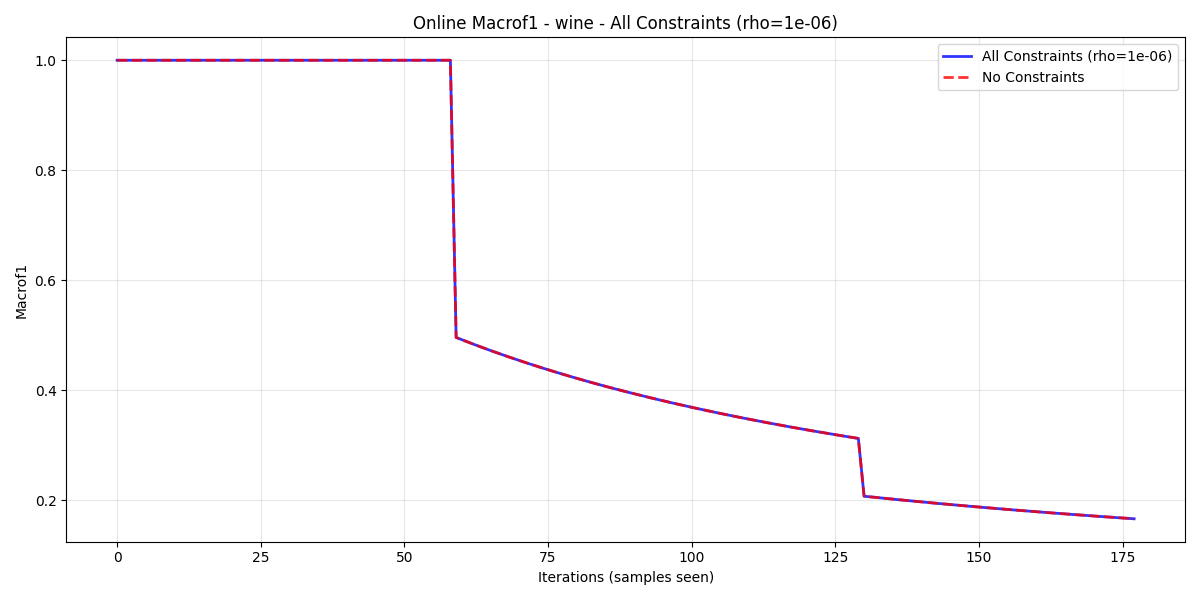 Online Macrof1 - wine - All Constraints (rho=1e-06)
All Constraints (rho=1e-06)
No Constraints
Macrof1
1.0
0.8
0.6
0.4
0.2
0 25 50 75 100 125 150 175
Iterations (samples seen)